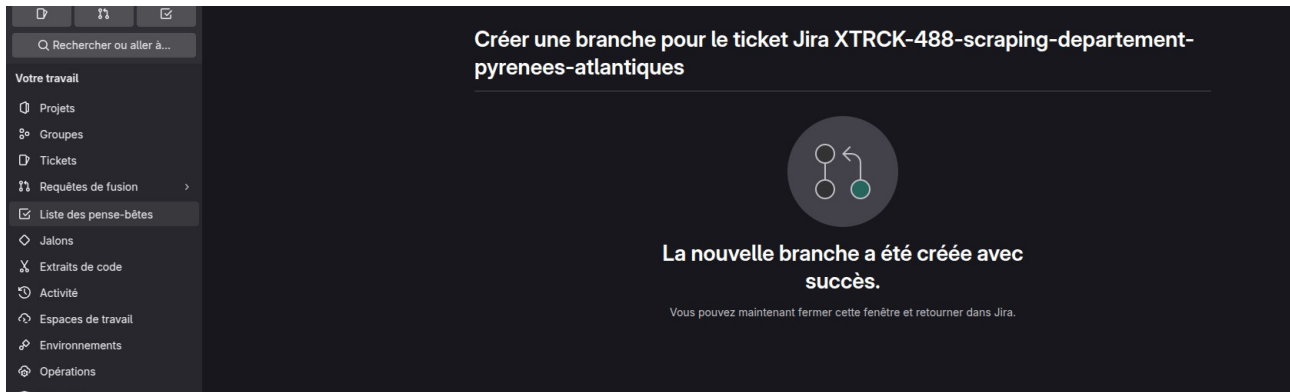 Rechercher ou aller à...
Votre travail
Projets
Groupes
Tickets
Requêtes de fusion
Liste des pense-bêtes
Jalons
Extraits de code
Activité
Espaces de travail
Environnements
Opérations
Créer une branche pour le ticket Jira XTRCK-488-scraping-departement-
pyrenees-atlantiques
La nouvelle branche a été créée avec
succès.
Vous pouvez maintenant fermer cette fenêtre et retourner dans Jira.